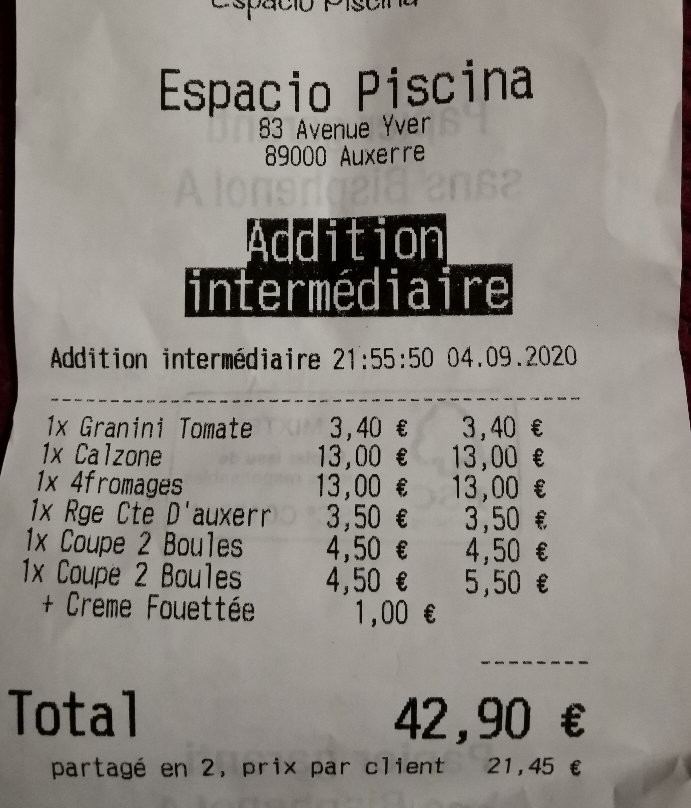 Espacio Piscina
Espacio Piscina
83 Avenue Yver
89000 Auxerre
Addition
intermédiaire
Addition intermédiaire 21:55:50 04.09.2020
1x Granini Tomate 3,40 € 3,40 €
1x Calzone 13,00 € 13,00 €
1x 4fromages 13,00 € 13,00 €
1x Rge Cte D'auxerr 3,50 € 3,50 €
1x Coupe 2 Boules 4,50 € 4,50 €
1x Coupe 2 Boules 4,50 € 5,50 €
+ Creme Fouettée 1,00 €
Total 42,90 €
partagé en 2, prix par client 21,45 €